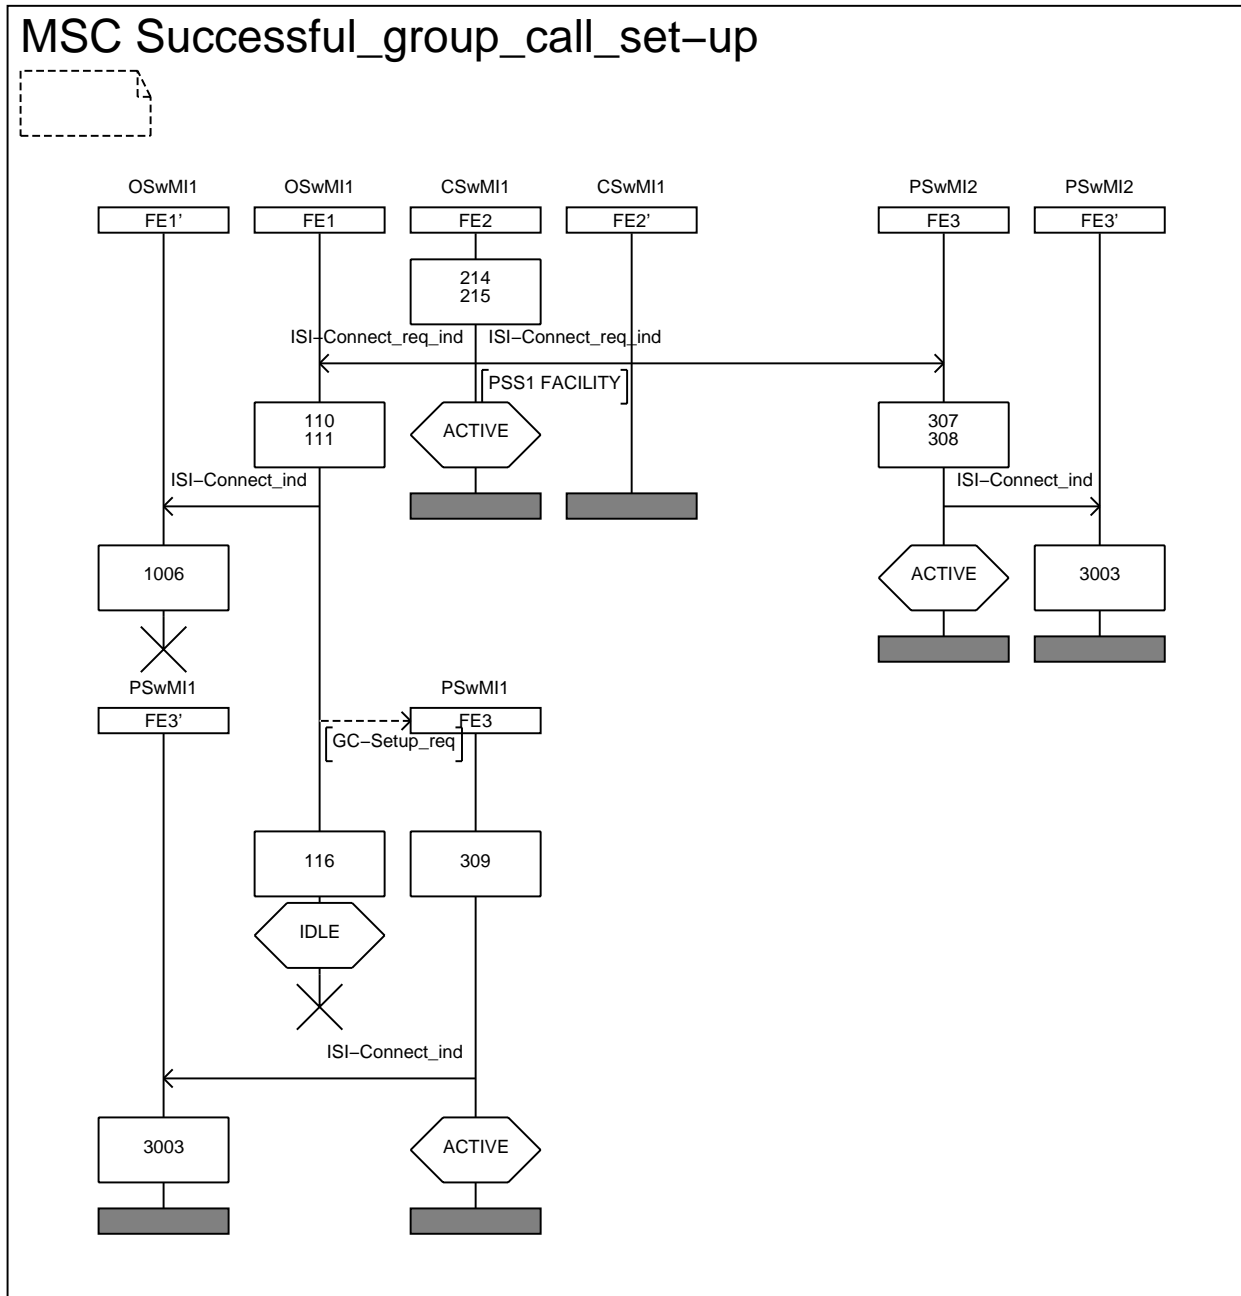 MSC Successful_group_call_set−up
OSwMI1 OSwMI1 CSwMI1 CSwMI1 PSwMI2 PSwMI2
FE1’ FE1 FE2 FE2’ FE3 FE3’
214
215
ISI−Connect_req_ind ISI−Connect_req_ind
PSS1 FACILITY
110
111
ACTIVE
307
308
ISI−Connect_ind ISI−Connect_ind
1006 ACTIVE 3003
PSwMI1 PSwMI1
FE3’ FE3
GC−Setup_req
116 309
IDLE
ISI−Connect_ind
3003 ACTIVE